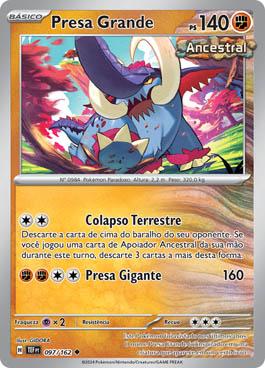 BÁSICO
Presa Grande
PS 140
Ancestral
Nº 0984 Pokémon Paradoxo Altura: 2,2 m Peso: 320,0 kg
Colapso Terrestre
Descarte a carta de cima do baralho do seu oponente. Se
você jogou uma carta de Apoiador Ancestral da sua mão
durante este turno, descarte 3 cartas a mais desta forma.
Presa Gigante 160
Fraqueza ×2 Resistência Recuo
Ilust. GIDORA
TEF PT 097/162
©2024 Pokémon/Nintendo/Creatures/GAME FREAK